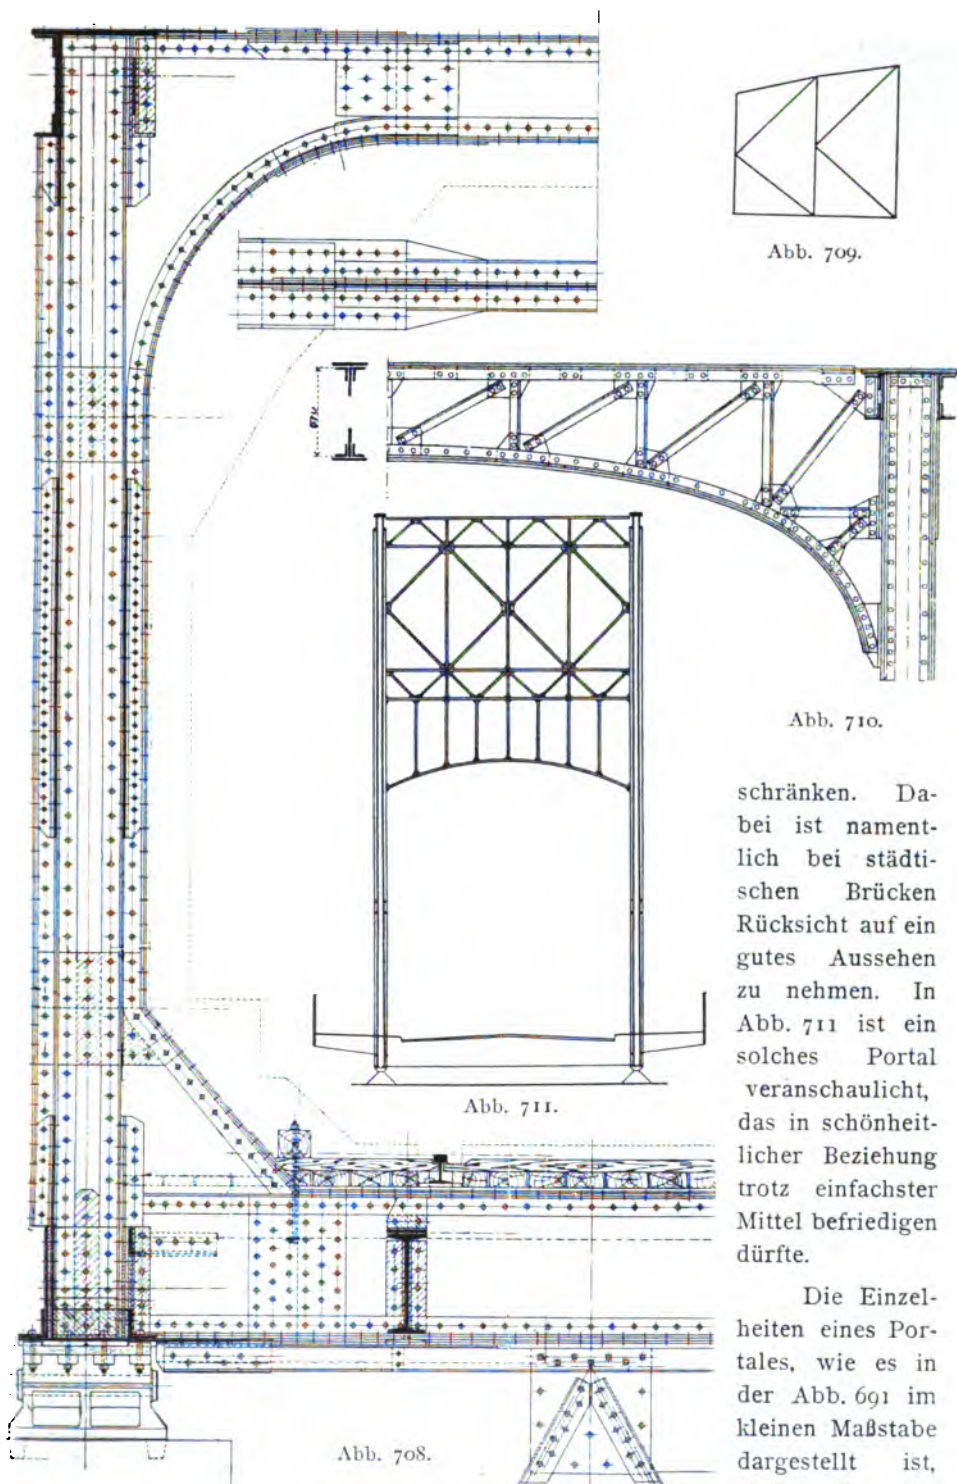 Abb. 709.
Abb. 710.
Abb. 711.
Abb. 708.
schränken. Da-
bei ist nament-
lich bei städti-
schen Brücken
Rücksicht auf ein
gutes Aussehen
zu nehmen. In
Abb. 711 ist ein
solches Portal
veranschaulicht,
das in schönheit-
licher Beziehung
trotz einfachster
Mittel befriedigen
dürfte.
Die Einzel-
heiten eines Por-
tales, wie es in
der Abb. 691 im
kleinen Maßstabe
dargestellt ist,